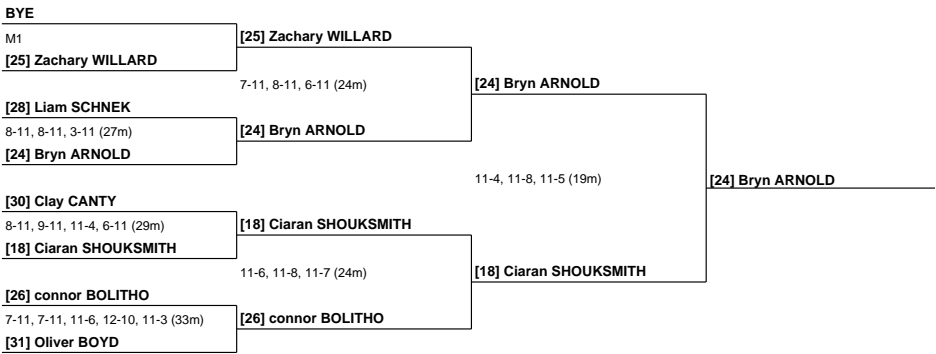 BYE
M1
[25] Zachary WILLARD
[25] Zachary WILLARD
7-11, 8-11, 6-11 (24m)
[28] Liam SCHNEK
8-11, 8-11, 3-11 (27m)
[24] Bryn ARNOLD
[24] Bryn ARNOLD
[24] Bryn ARNOLD
11-4, 11-8, 11-5 (19m)
[24] Bryn ARNOLD
[30] Clay CANTY
8-11, 9-11, 11-4, 6-11 (29m)
[18] Ciaran SHOUKSMITH
[18] Ciaran SHOUKSMITH
11-6, 11-8, 11-7 (24m)
[18] Ciaran SHOUKSMITH
[26] connor BOLITHO
7-11, 7-11, 11-6, 12-10, 11-3 (33m)
[26] connor BOLITHO
[31] Oliver BOYD